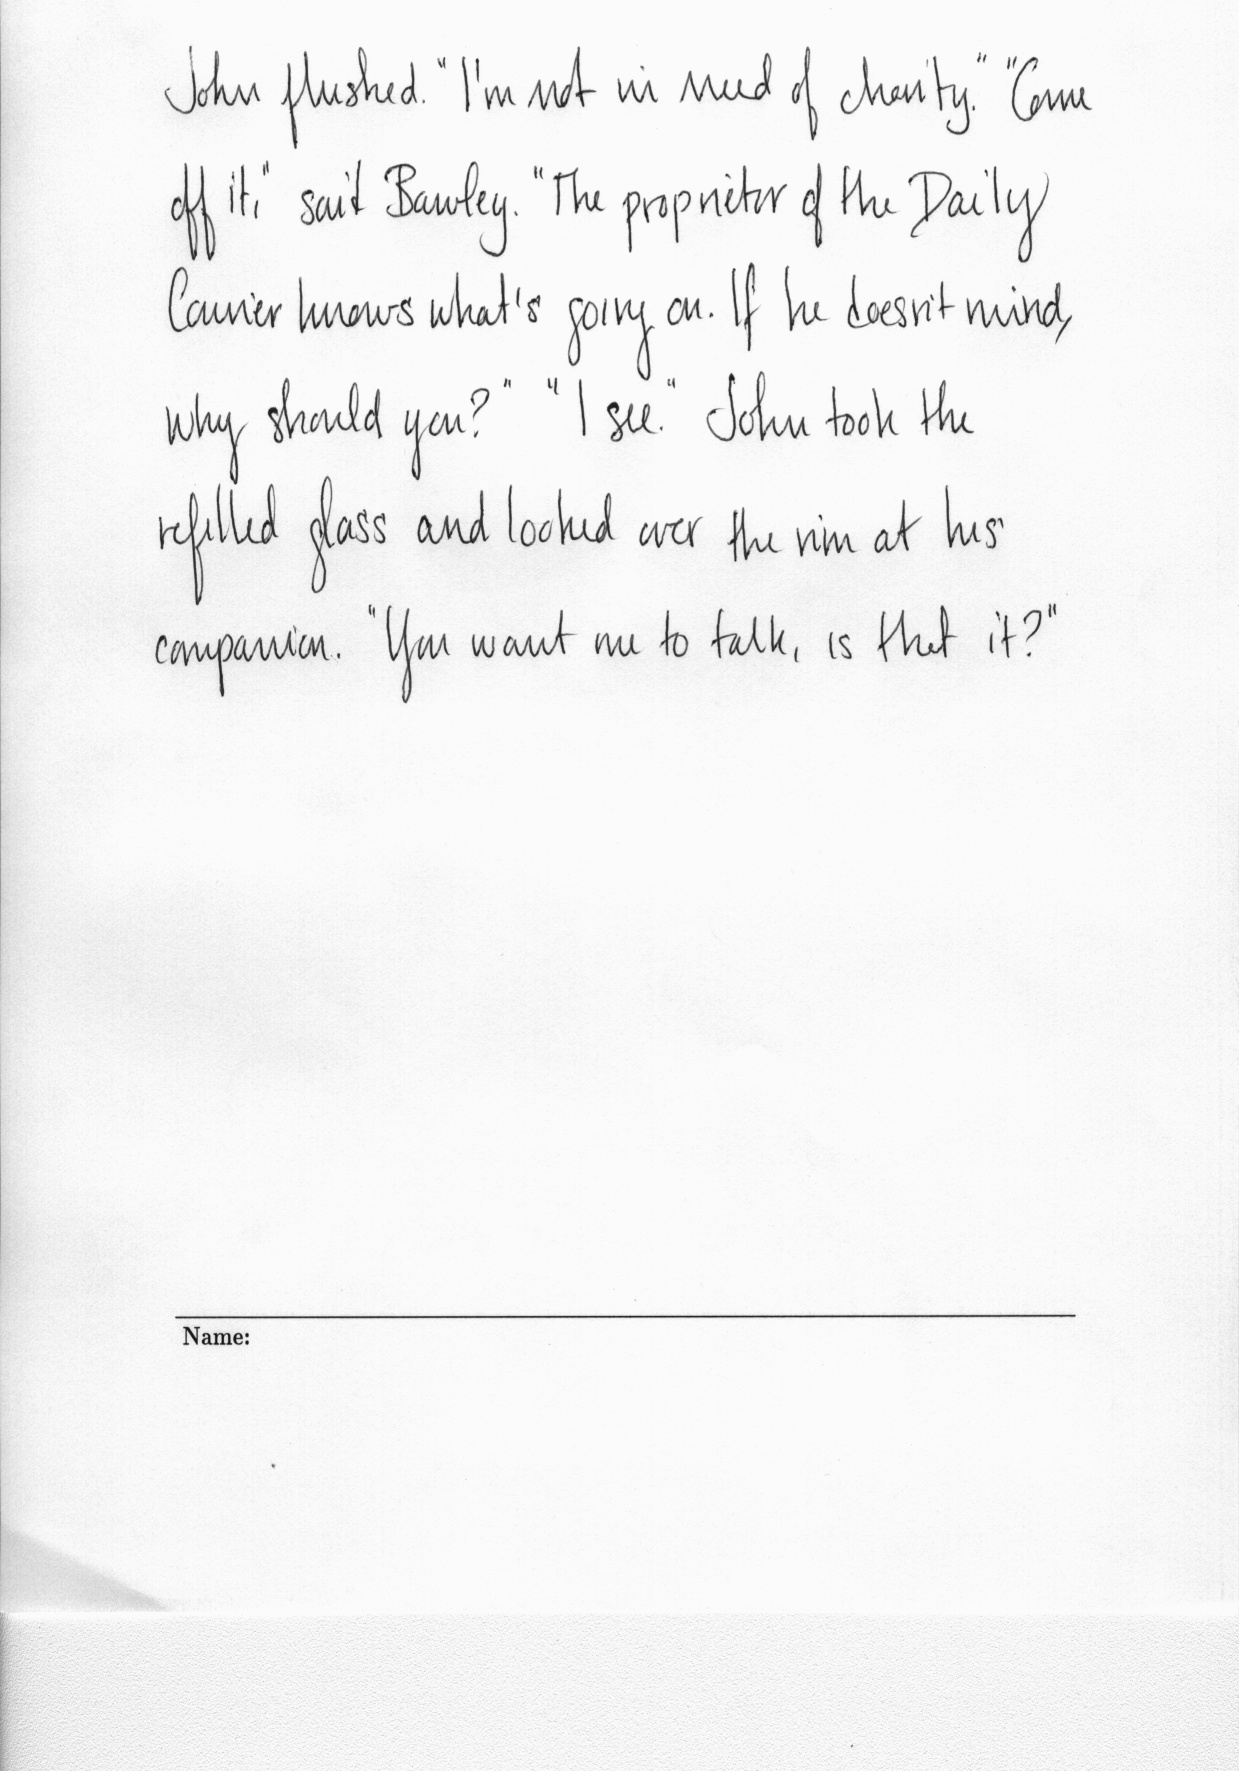 John flushed. "I'm not in need of charity." "Come
off it," said Bawley. "The proprietor of the Daily
Courier knows what's going on. If he doesn't mind,
why should you?" "I see." John took the
refilled glass and looked over the rim at his
companion. "You want me to talk, is that it?"
Name: